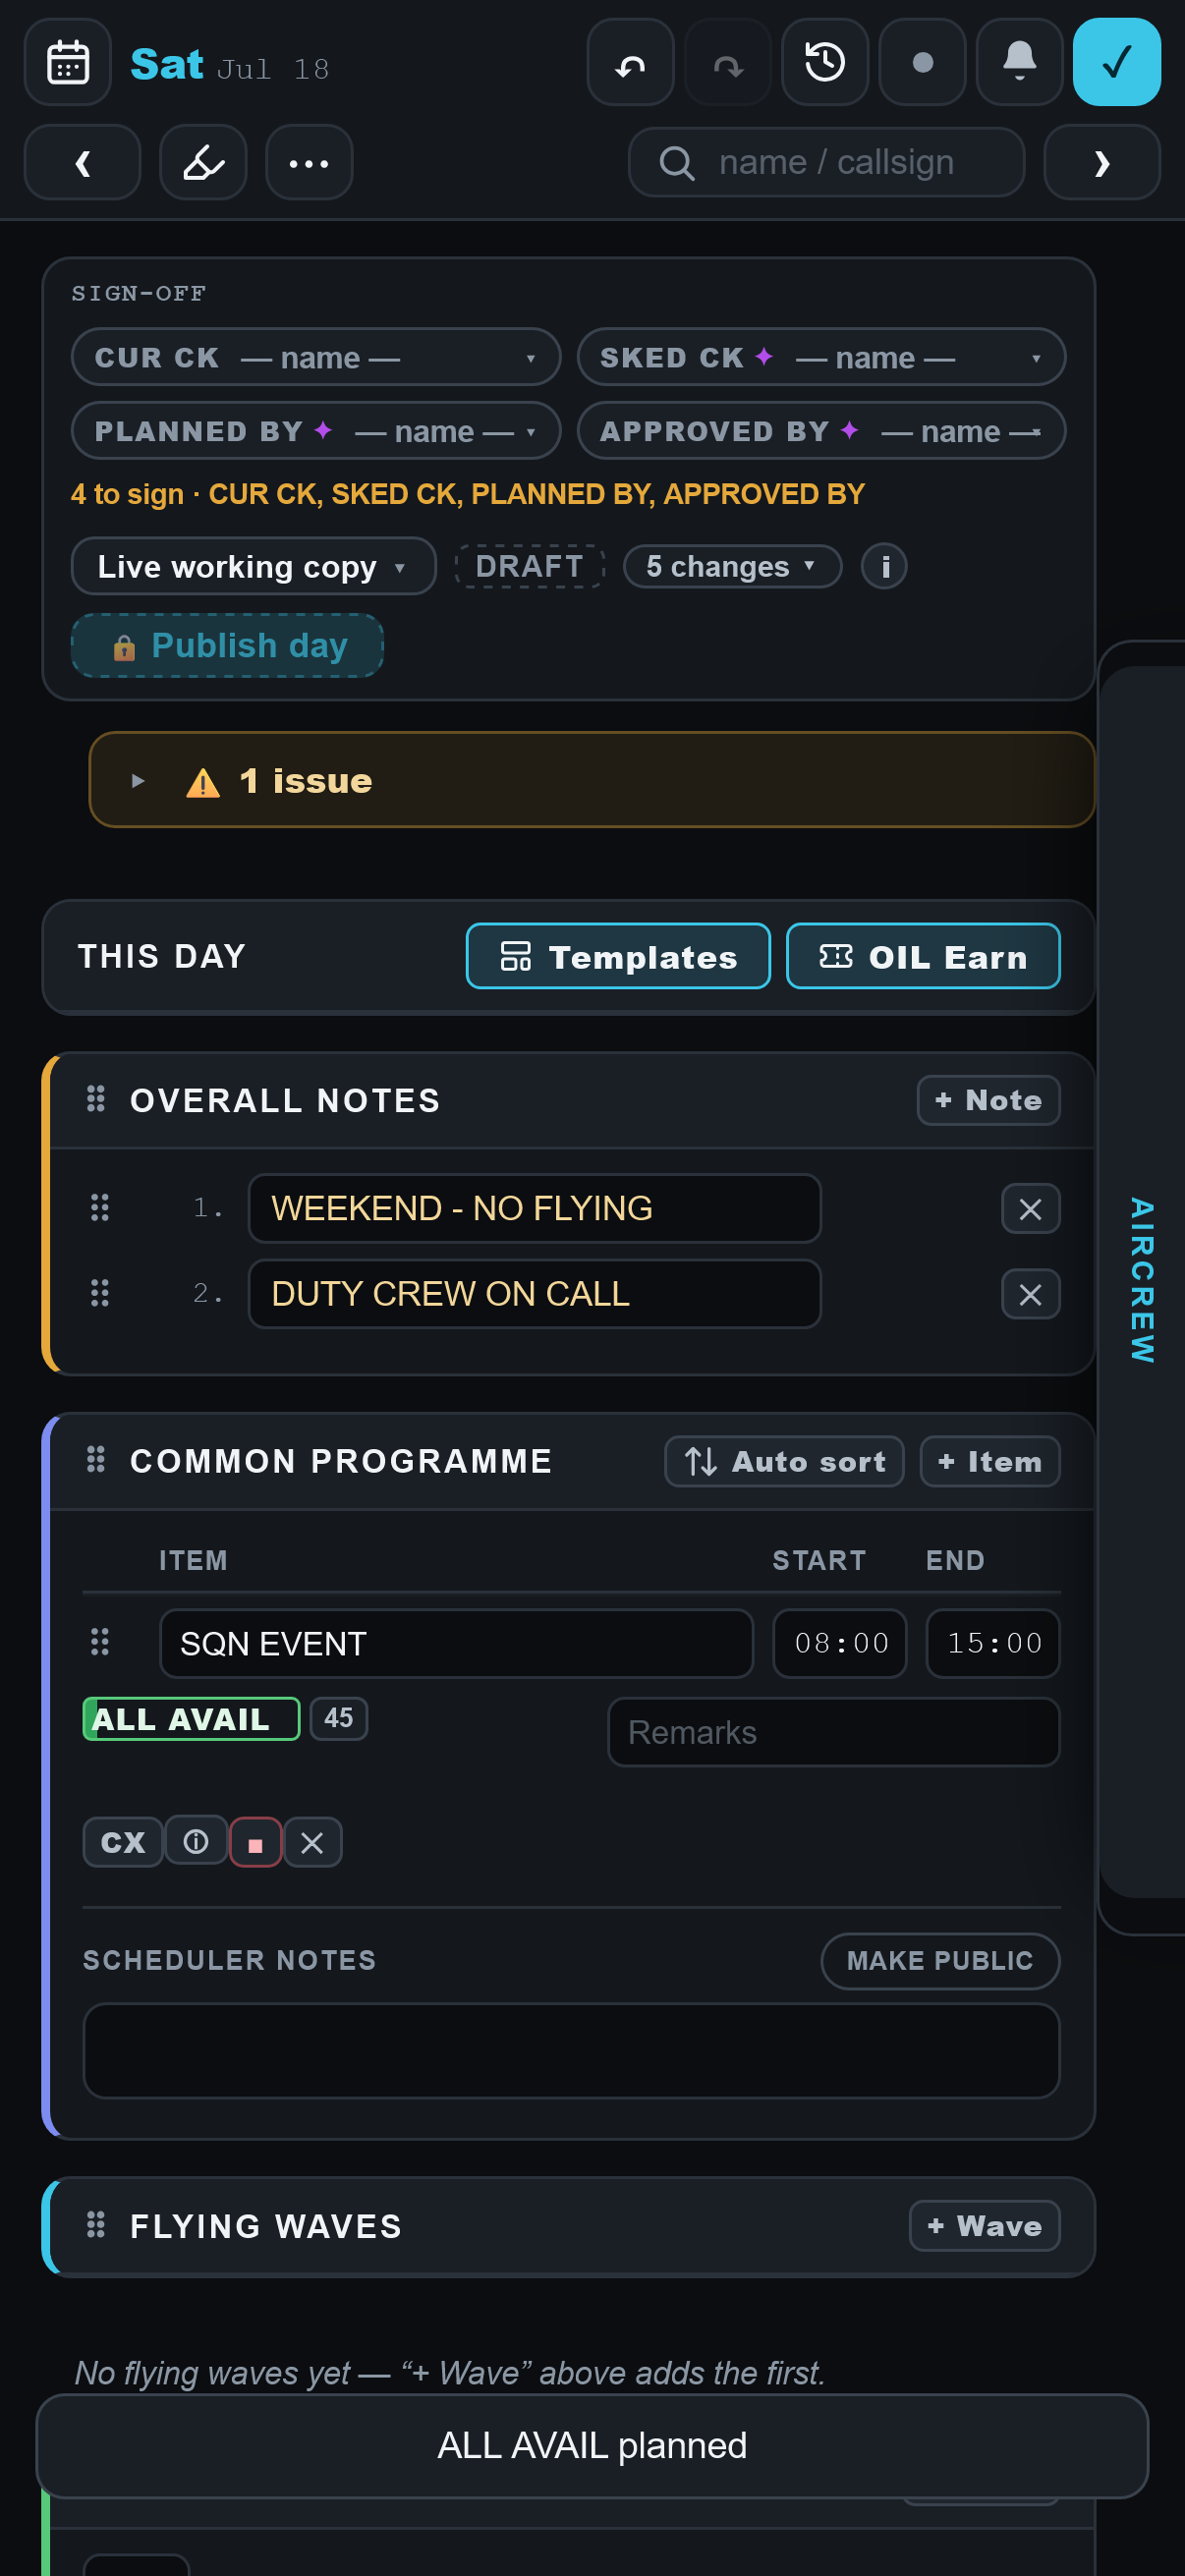 Sat Jul 18
name / callsign
SIGN-OFF
CUR CK — name —
SKED CK — name —
PLANNED BY — name —
APPROVED BY — name —
4 to sign · CUR CK, SKED CK, PLANNED BY, APPROVED BY
Live working copy DRAFT 5 changes i
Publish day
1 issue
THIS DAY Templates OIL Earn
OVERALL NOTES + Note
1. WEEKEND - NO FLYING
2. DUTY CREW ON CALL
AIRCREW
COMMON PROGRAMME Auto sort + Item
ITEM START END
SQN EVENT 08:00 15:00
ALL AVAIL 45 Remarks
CX
SCHEDULER NOTES MAKE PUBLIC
FLYING WAVES + Wave
No flying waves yet — “+ Wave” above adds the first.
ALL AVAIL planned